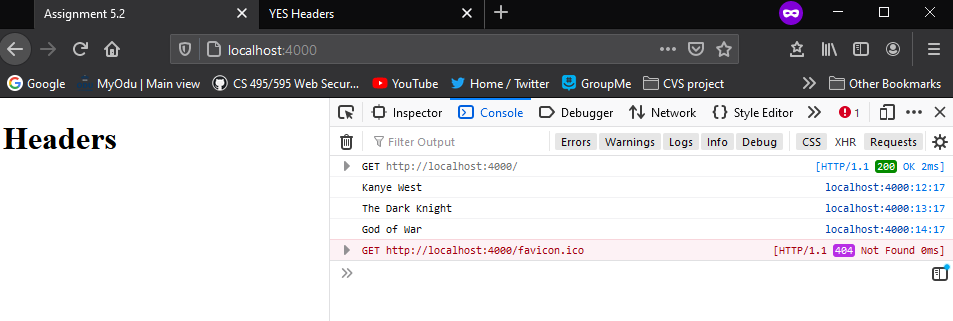 Assignment 5.2 YES Headers
localhost:4000
Google MyOdu | Main view CS 495/595 Web Secur... YouTube Home / Twitter GroupMe CVS project Other Bookmarks
Headers
Inspector Console Debugger Network Style Editor 1
Filter Output Errors Warnings Logs Info Debug CSS XHR Requests
GET http://localhost:4000/ [HTTP/1.1 200 OK 2ms]
Kanye West localhost:4000:12:17
The Dark Knight localhost:4000:13:17
God of War localhost:4000:14:17
GET http://localhost:4000/favicon.ico [HTTP/1.1 404 Not Found 0ms]